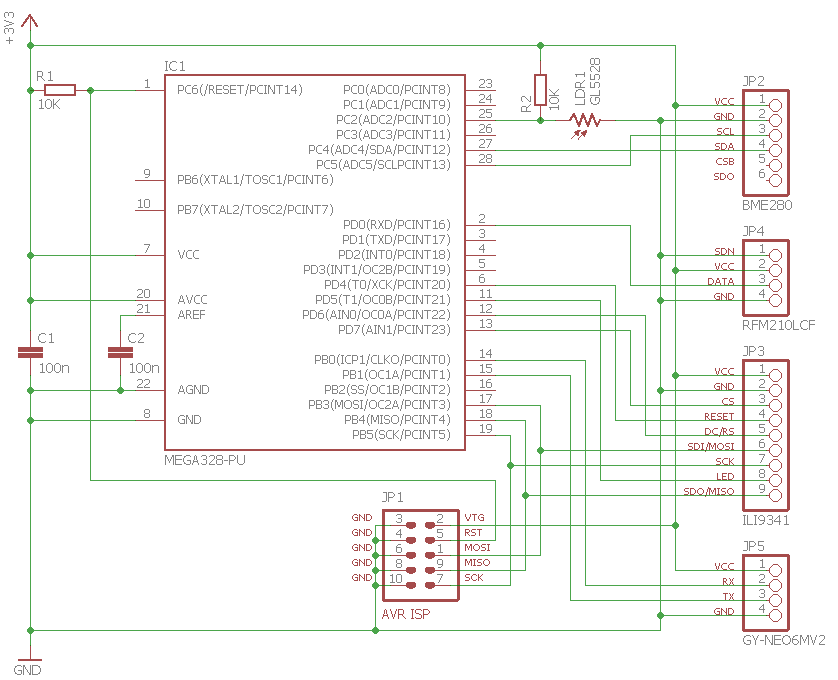 +3V3
R1
10K
IC1
1
PC6(/RESET/PCINT14)
9
PB6(XTAL1/TOSC1/PCINT6)
10
PB7(XTAL2/TOSC2/PCINT7)
7
VCC
20
AVCC
21
AREF
22
AGND
8
GND
PC0(ADC0/PCINT8)
23
PC1(ADC1/PCINT9)
24
PC2(ADC2/PCINT10)
25
PC3(ADC3/PCINT11)
26
PC4(ADC4/SDA/PCINT12)
27
PC5(ADC5/SCLPCINT13)
28
PD0(RXD/PCINT16)
2
PD1(TXD/PCINT17)
3
PD2(INT0/PCINT18)
4
PD3(INT1/OC2B/PCINT19)
5
PD4(T0/XCK/PCINT20)
6
PD5(T1/OC0B/PCINT21)
11
PD6(AIN0/OC0A/PCINT22)
12
PD7(AIN1/PCINT23)
13
PB0(ICP1/CLKO/PCINT0)
14
PB1(OC1A/PCINT1)
15
PB2(SS/OC1B/PCINT2)
16
PB3(MOSI/OC2A/PCINT3)
17
PB4(MISO/PCINT4)
18
PB5(SCK/PCINT5)
19
MEGA328-PU
C1
100n
C2
100n
R2
10K
LDR1
GL5528
JP2
VCC 1
GND 2
SCL 3
SDA 4
CSB 5
SDO 6
BME280
JP4
SDN 1
VCC 2
DATA 3
GND 4
RFM210LCF
JP3
VCC 1
GND 2
CS 3
RESET 4
DC/RS 5
SDI/MOSI 6
SCK 7
LED 8
SDO/MISO 9
ILI9341
JP5
VCC 1
RX 2
TX 3
GND 4
GY-NEO6MV2
JP1
GND 3 2 VTG
GND 4 5 RST
GND 6 1 MOSI
GND 8 9 MISO
GND 10 7 SCK
AVR ISP
GND